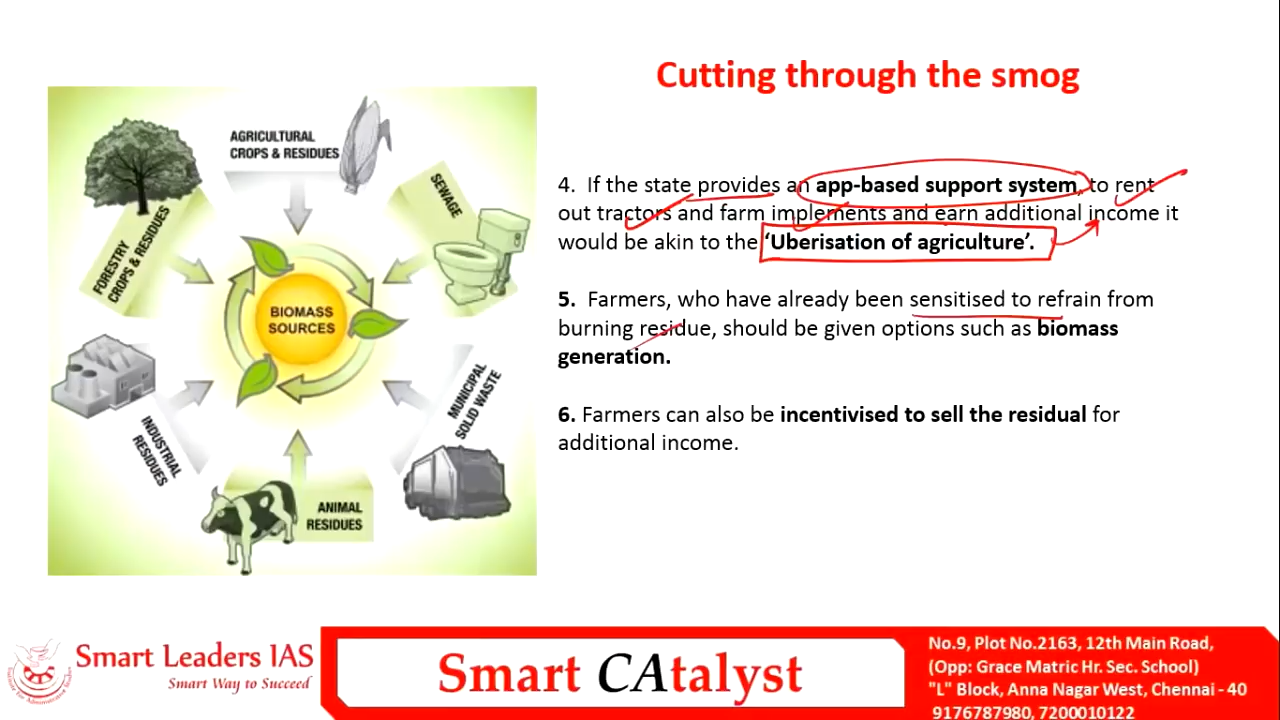 Cutting through the smog
AGRICULTURAL
CROPS & RESIDUES
SEWAGE
FORESTRY
CROPS & RESIDUES
BIOMASS
SOURCES
INDUSTRIAL
RESIDUES
MUNICIPAL
SOLID WASTE
ANIMAL
RESIDUES
4. If the state provides an app-based support system, to rent
out tractors and farm implements and earn additional income it
would be akin to the ‘Uberisation of agriculture’.
5. Farmers, who have already been sensitised to refrain from
burning residue, should be given options such as biomass
generation.
6. Farmers can also be incentivised to sell the residual for
additional income.
Smart Leaders IAS
Smart Way to Succeed
Smart CAtalyst
No.9, Plot No.2163, 12th Main Road,
(Opp: Grace Matric Hr. Sec. School)
"L" Block, Anna Nagar West, Chennai - 40
9176787980, 7200010122